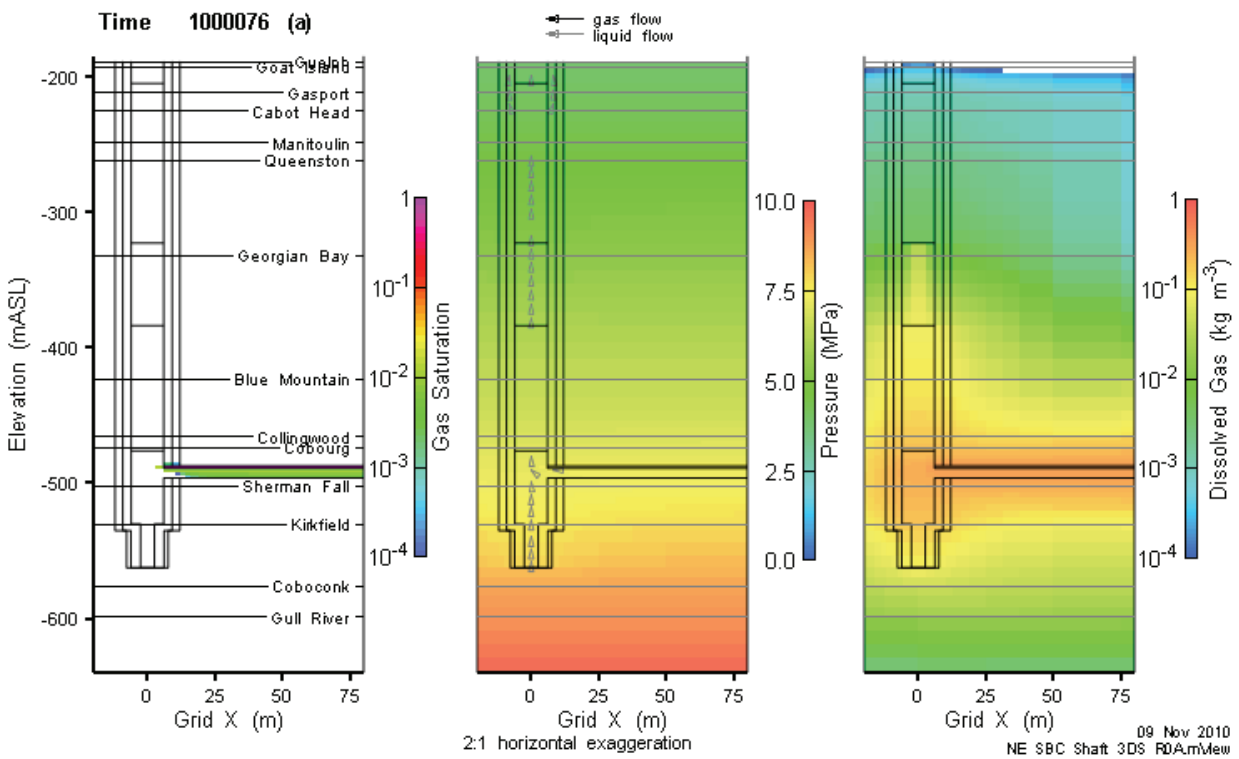 Time 1000076 (a)
gas flow
liquid flow
Guelph
Goat Island
Gasport
Cabot Head
Manitoulin
Queenston
Georgian Bay
Blue Mountain
Collingwood
Cobourg
Sherman Fall
Kirkfield
Coboconk
Gull River
-200
-300
-400
-500
-600
Elevation (mASL)
0 25 50 75
Grid X (m)
1
10-1
10-2
10-3
10-4
Gas Saturation
0 25 50 75
Grid X (m)
2:1 horizontal exaggeration
10.0
7.5
5.0
2.5
0.0
Pressure (MPa)
0 25 50 75
Grid X (m)
1
10-1
10-2
10-3
10-4
Dissolved Gas (kg m-3)
09 Nov 2010
NE SBC Shaft 3DS R0A.mView